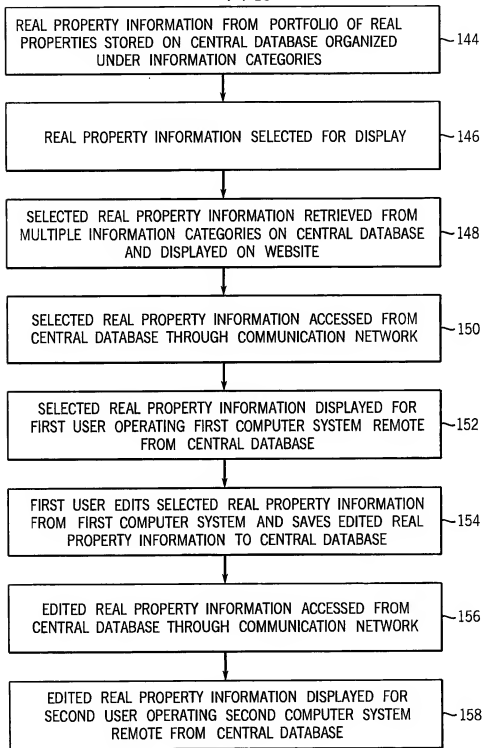 REAL PROPERTY INFORMATION FROM PORTFOLIO OF REAL
PROPERTIES STORED ON CENTRAL DATABASE ORGANIZED
UNDER INFORMATION CATEGORIES
144
REAL PROPERTY INFORMATION SELECTED FOR DISPLAY
146
SELECTED REAL PROPERTY INFORMATION RETRIEVED FROM
MULTIPLE INFORMATION CATEGORIES ON CENTRAL DATABASE
AND DISPLAYED ON WEBSITE
148
SELECTED REAL PROPERTY INFORMATION ACCESSED FROM
CENTRAL DATABASE THROUGH COMMUNICATION NETWORK
150
SELECTED REAL PROPERTY INFORMATION DISPLAYED FOR
FIRST USER OPERATING FIRST COMPUTER SYSTEM REMOTE
FROM CENTRAL DATABASE
152
FIRST USER EDITS SELECTED REAL PROPERTY INFORMATION
FROM FIRST COMPUTER SYSTEM AND SAVES EDITED REAL
PROPERTY INFORMATION TO CENTRAL DATABASE
154
EDITED REAL PROPERTY INFORMATION ACCESSED FROM
CENTRAL DATABASE THROUGH COMMUNICATION NETWORK
156
EDITED REAL PROPERTY INFORMATION DISPLAYED FOR
SECOND USER OPERATING SECOND COMPUTER SYSTEM
REMOTE FROM CENTRAL DATABASE
158